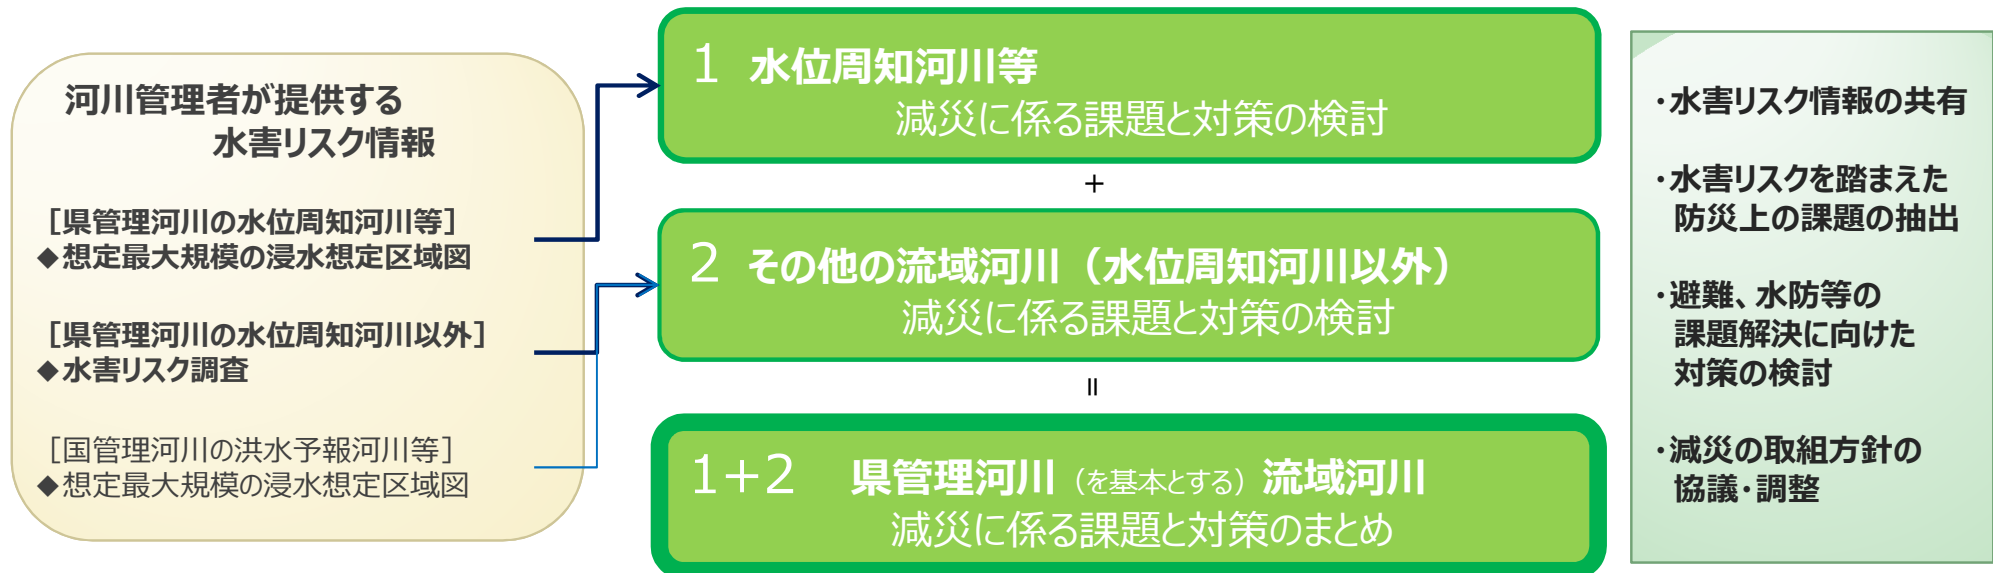 河川管理者が提供する
水害リスク情報
［県管理河川の水位周知河川等］
◆想定最大規模の浸水想定区域図
［県管理河川の水位周知河川以外］
◆水害リスク調査
［国管理河川の洪水予報河川等］
◆想定最大規模の浸水想定区域図
1 水位周知河川等
減災に係る課題と対策の検討
+
2 その他の流域河川（水位周知河川以外）
減災に係る課題と対策の検討
=
1+2 県管理河川（を基本とする）流域河川
減災に係る課題と対策のまとめ
・水害リスク情報の共有
・水害リスクを踏まえた
防災上の課題の抽出
・避難、水防等の
課題解決に向けた
対策の検討
・減災の取組方針の
協議・調整